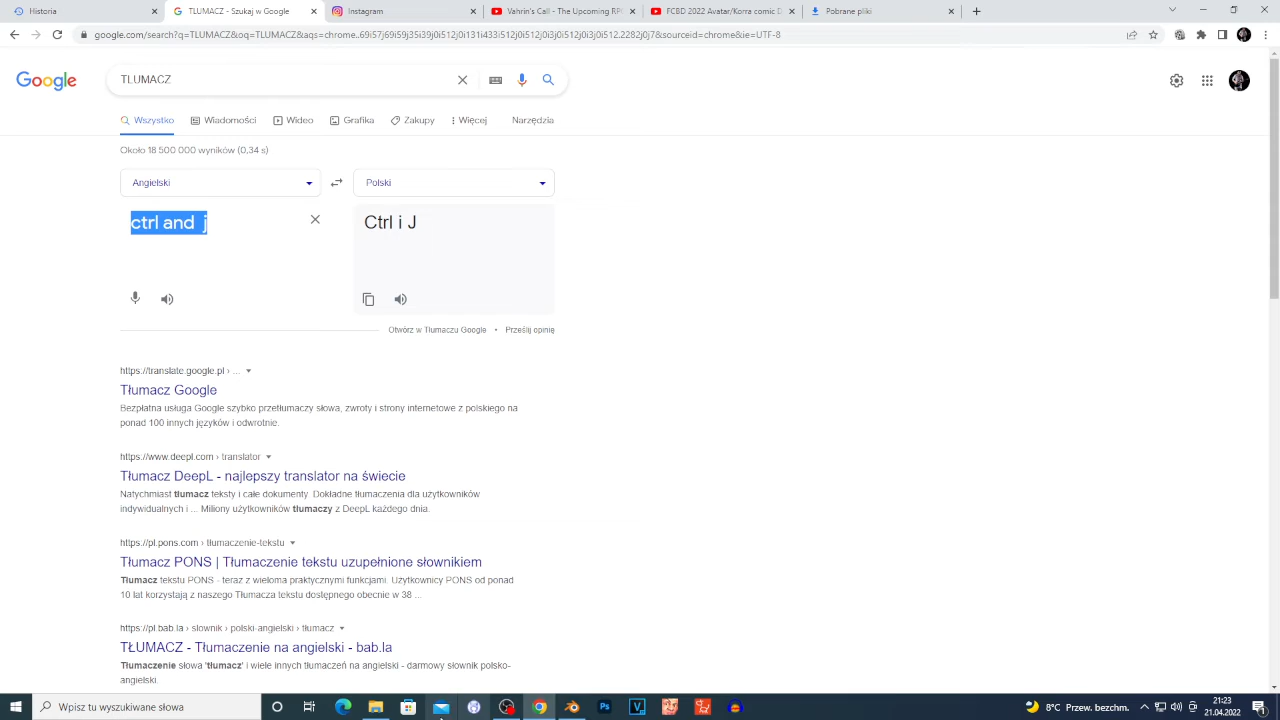 Historia
TLUMACZ - Szukaj w Google
Instagram
Vahrin's Call - The Upcoming RPG
FCBD 2022 Avatar/Korra comic D
Pobrane pliki
google.com/search?q=TLUMACZ&oq=TLUMACZ&aqs=chrome..69i57j69i59j35i39j0i512j0i131i433i512j0i512j0i3j0i512j0i3j0i512.2282j0j7&sourceid=chrome&ie=UTF-8
Google
TLUMACZ
Wszystko
Wiadomości
Wideo
Grafika
Zakupy
Więcej
Narzędzia
Około 18 500 000 wyników (0,34 s)
Angielski
Polski
ctrl and  j
Ctrl i J
Otwórz w Tłumaczu Google • Prześlij opinię
https://translate.google.pl › ...
Tłumacz Google
Bezpłatna usługa Google szybko przetłumaczy słowa, zwroty i strony internetowe z polskiego na
ponad 100 innych języków i odwrotnie.
https://www.deepl.com › translator
Tłumacz DeepL - najlepszy translator na świecie
Natychmiast tłumacz teksty i całe dokumenty. Dokładne tłumaczenia dla użytkowników
indywidualnych i ... Miliony użytkowników tłumaczy z DeepL każdego dnia.
https://pl.pons.com › tłumaczenie-tekstu
Tłumacz PONS | Tłumaczenie tekstu uzupełnione słownikiem
Tłumacz tekstu PONS - teraz z wieloma praktycznymi funkcjami. Użytkownicy PONS od ponad
10 lat korzystają z naszego Tłumacza tekstu dostępnego obecnie w 38 ...
https://pl.bab.la › slownik › polski-angielski › tłumacz
TŁUMACZ - Tłumaczenie na angielski - bab.la
Tłumaczenie słowa 'tłumacz' i wiele innych tłumaczeń na angielski - darmowy słownik polsko-
angielski.
Wpisz tu wyszukiwane słowa
Ps
V
8°C Przew. bezchm.
21:23
21.04.2022